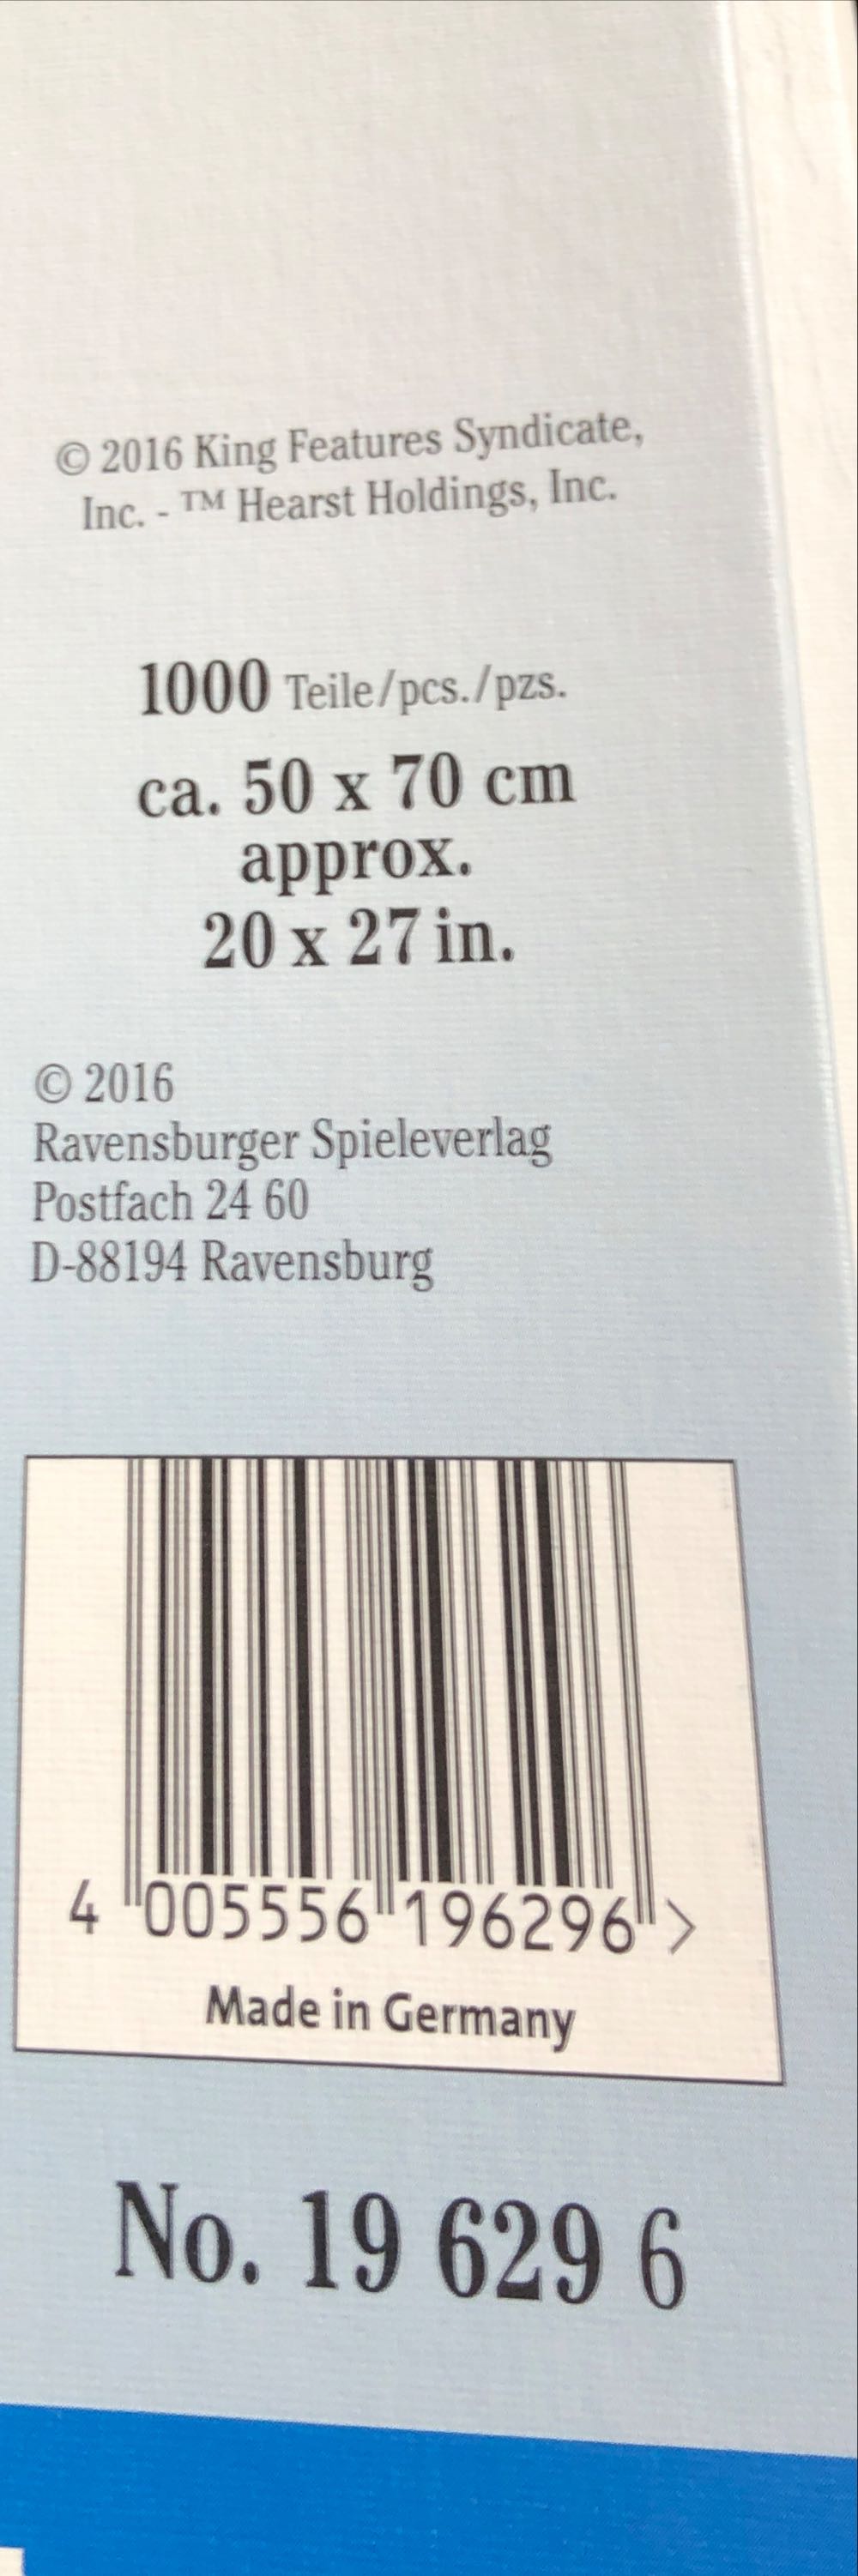 © 2016 King Features Syndicate,
Inc. - ™ Hearst Holdings, Inc.
1000 Teile/pcs./pzs.
ca. 50 x 70 cm
approx.
20 x 27 in.
© 2016
Ravensburger Spieleverlag
Postfach 24 60
D-88194 Ravensburg
4 005556 196296 >
Made in Germany
No. 19 629 6